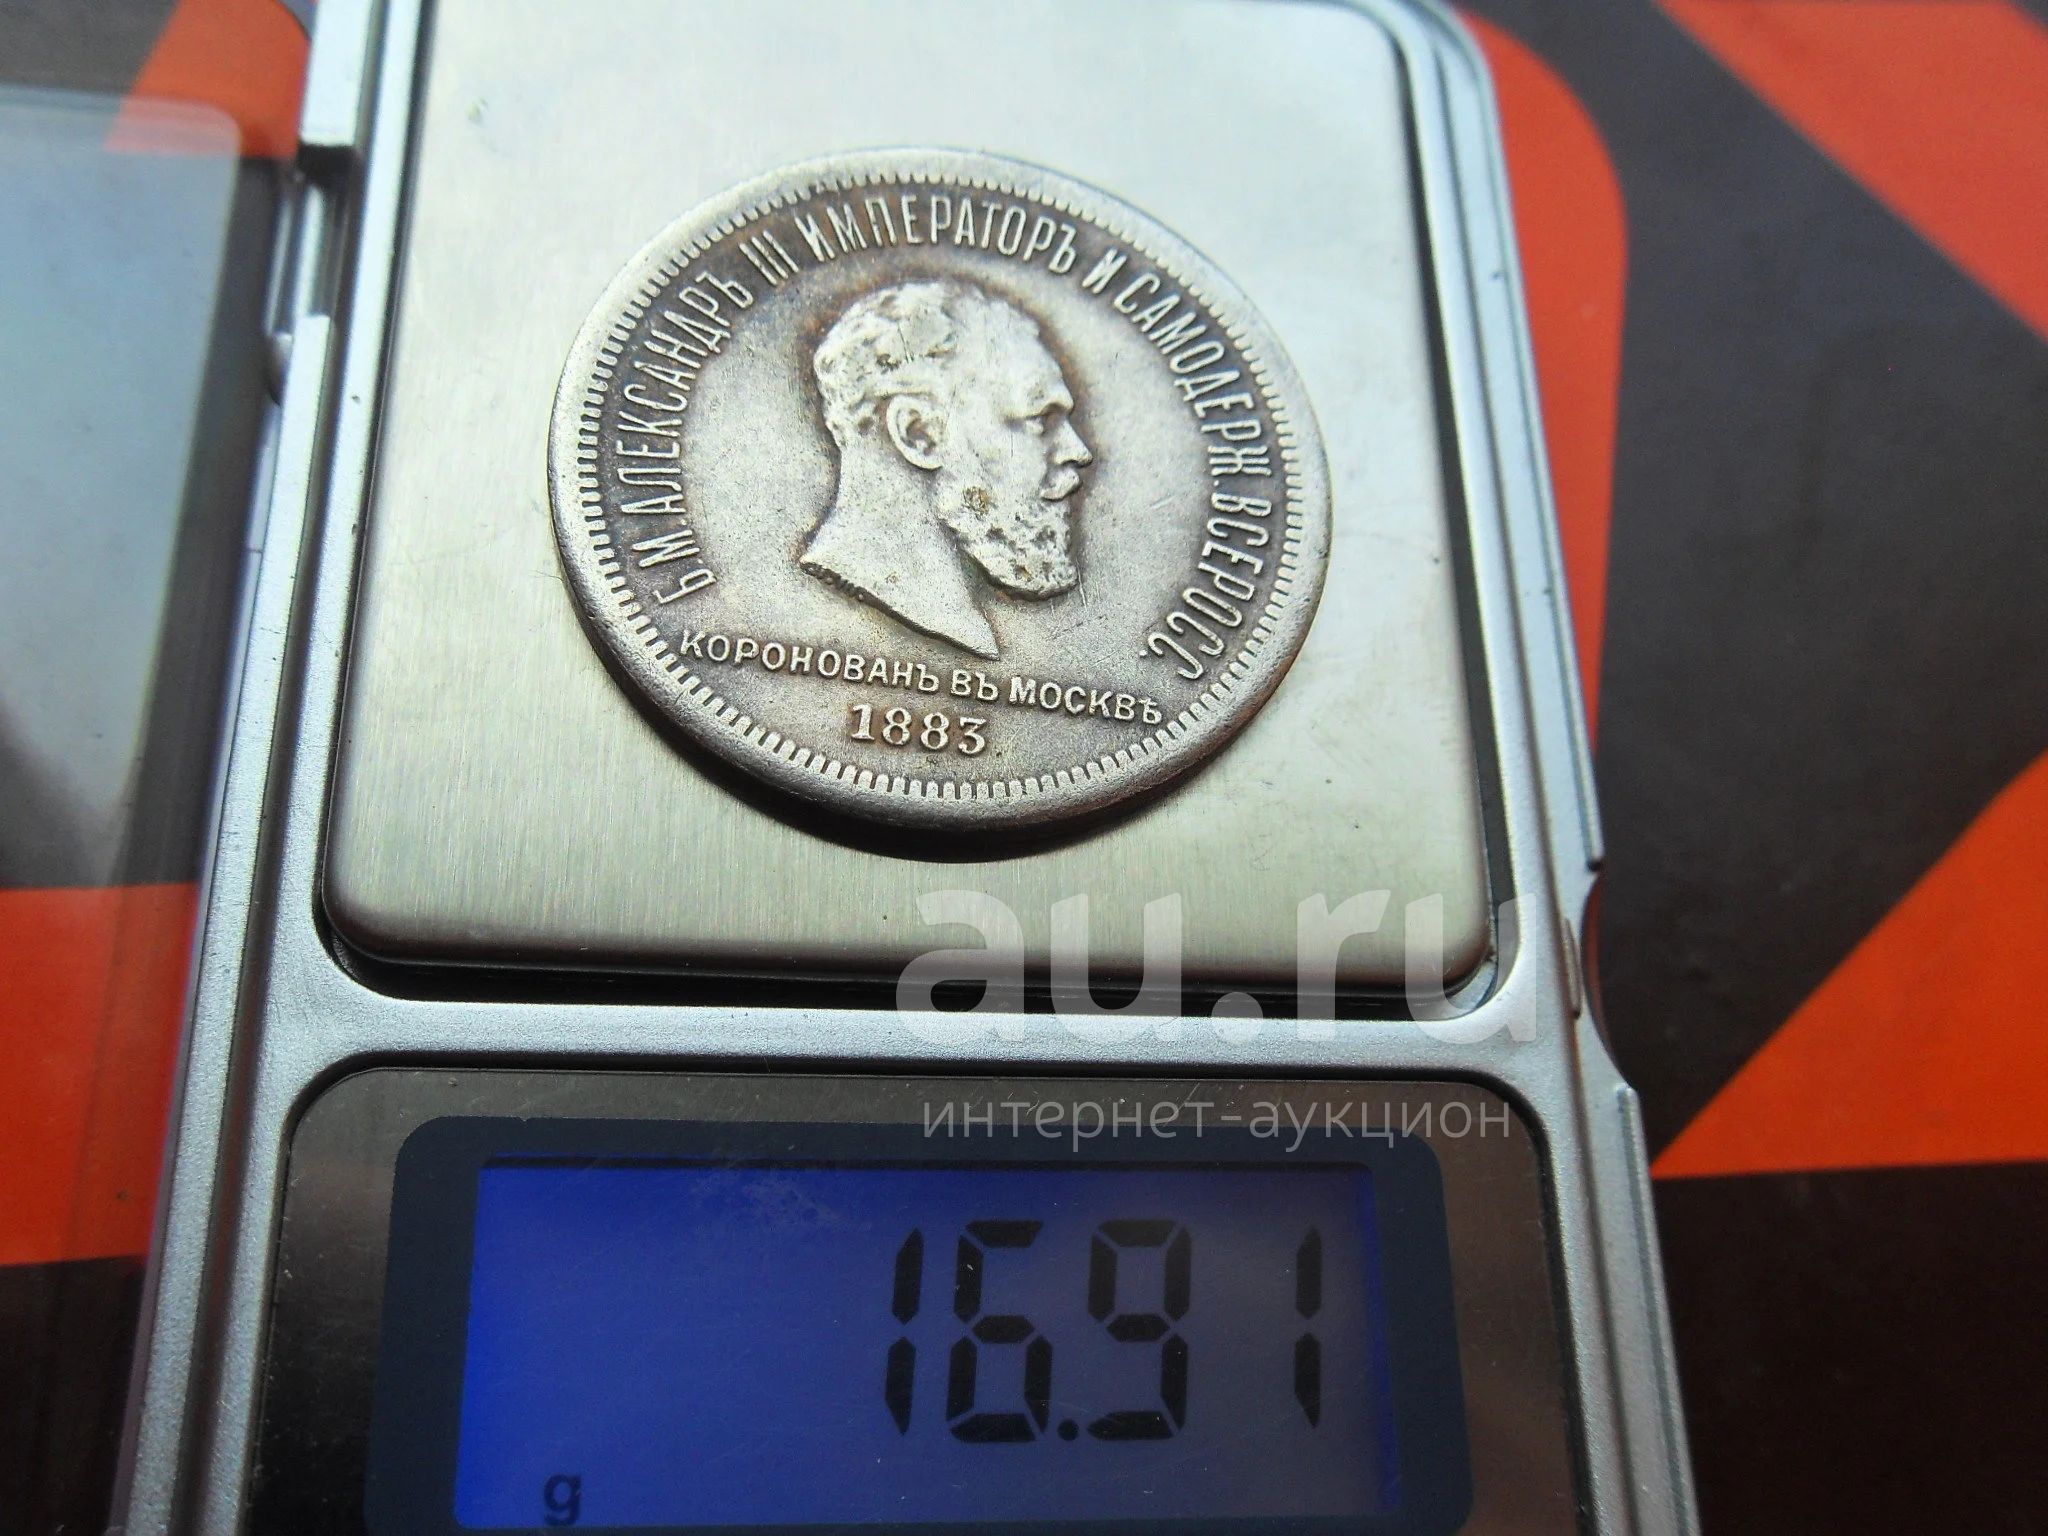 Б.М.АЛЕКСАНДРЪ III ИМПЕРАТОРЪ И САМОДЕРЖ.ВСЕРОСС.
КОРОНОВАНЪ ВЪ МОСКВѢ
1883
au.ru
интернет-аукцион
16.91
g